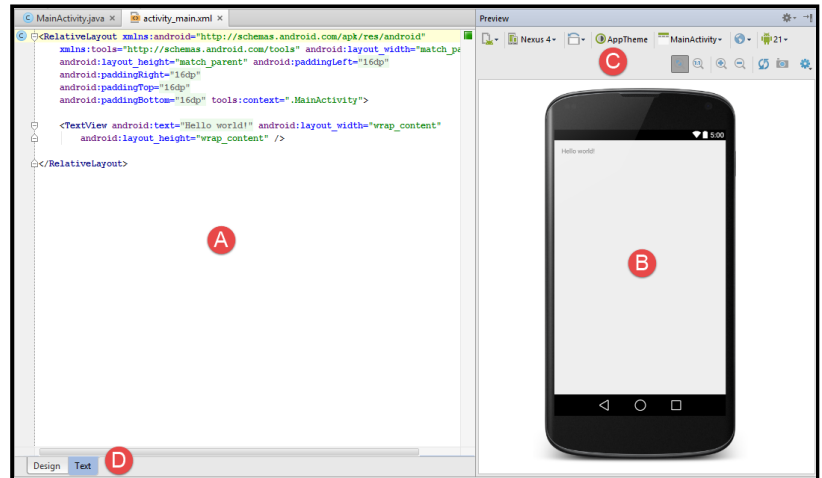 MainActivity.java × activity_main.xml ×
<RelativeLayout xmlns:android="http://schemas.android.com/apk/res/android"
xmlns:tools="http://schemas.android.com/tools" android:layout_width="match_pa
android:layout_height="match_parent" android:paddingLeft="16dp"
android:paddingRight="16dp"
android:paddingTop="16dp"
android:paddingBottom="16dp" tools:context=".MainActivity">
<TextView android:text="Hello world!" android:layout_width="wrap_content"
android:layout_height="wrap_content" />
</RelativeLayout>
A
Design Text D
Preview
Nexus 4 AppTheme MainActivity 21
C
5:00
Hello world!
B